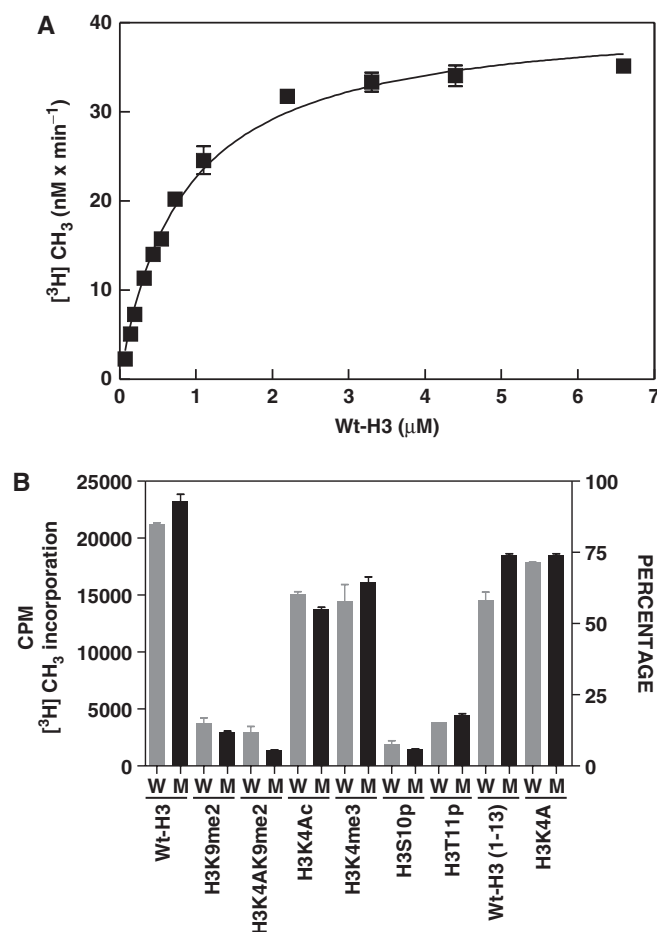 A
40
30
20
10
0
[³H] CH₃ (nM x min⁻¹)
0 1 2 3 4 5 6 7
Wt-H3 (μM)
B
25000
20000
15000
10000
5000
0
CPM
[³H] CH₃ incorporation
100
75
50
25
0
PERCENTAGE
W M W M W M W M W M W M W M W M W M
Wt-H3
H3K9me2
H3K4AK9me2
H3K4Ac
H3K4me3
H3S10p
H3T11p
Wt-H3 (1-13)
H3K4A